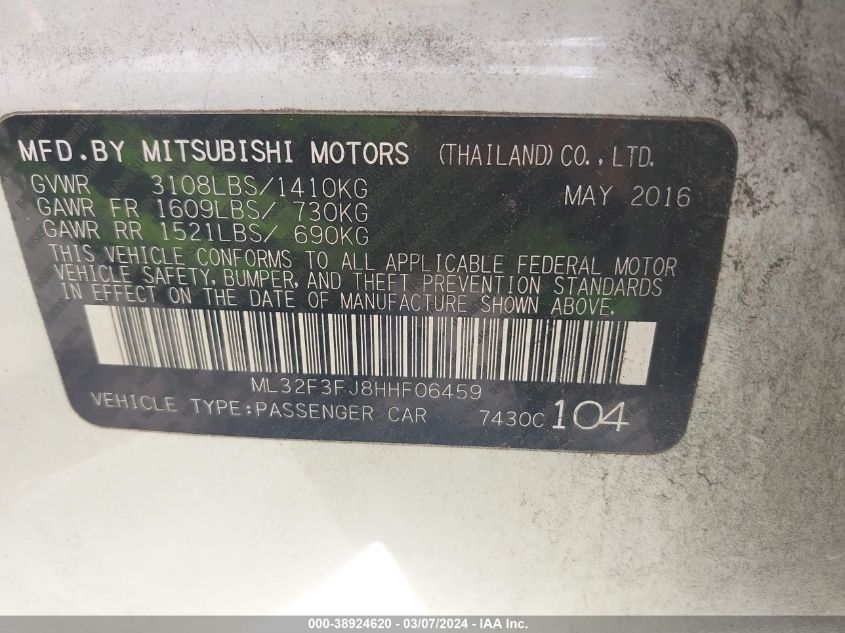 MFD.BY MITSUBISHI MOTORS (THAILAND) CO.,LTD.
GVWR 3108LBS/1410KG MAY 2016
GAWR FR 1609LBS/ 730KG
GAWR RR 1521LBS/ 690KG
THIS VEHICLE CONFORMS TO ALL APPLICABLE FEDERAL MOTOR
VEHICLE SAFETY, BUMPER, AND THEFT PREVENTION STANDARDS
IN EFFECT ON THE DATE OF MANUFACTURE SHOWN ABOVE.
ML32F3FJ8HHF06459
VEHICLE TYPE:PASSENGER CAR 7430C 104
000-38924620 - 03/07/2024 - IAA Inc.